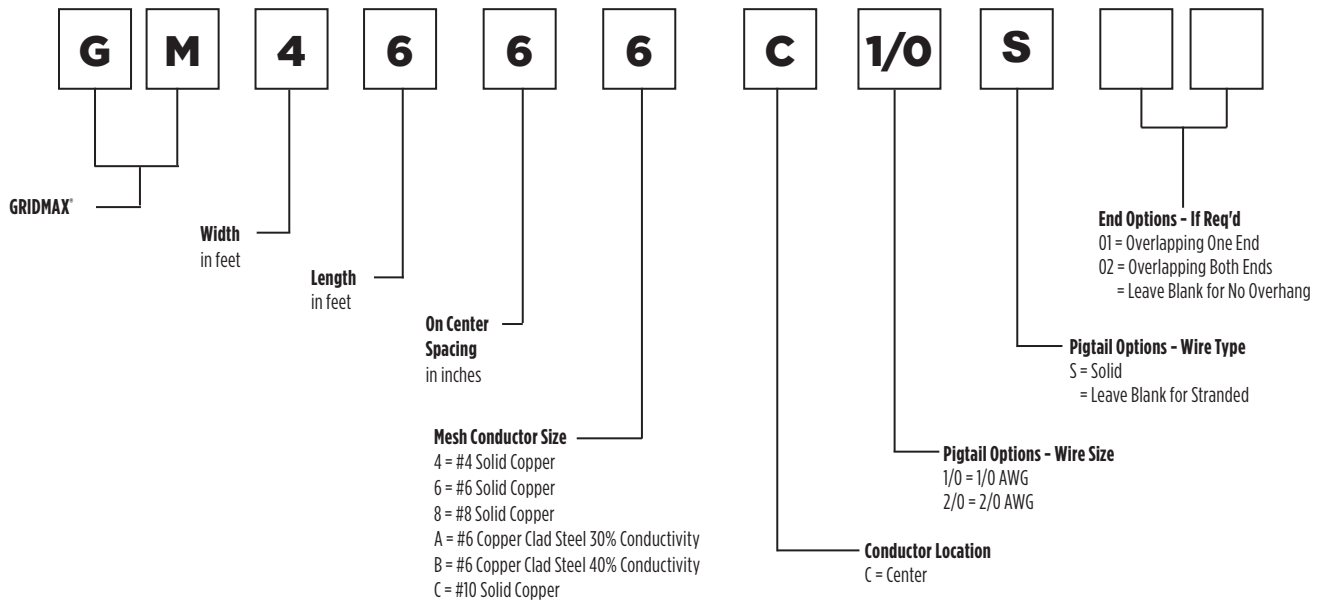 G M 4 6 6 6 C 1/0 S
GRIDMAX®
Width
in feet
Length
in feet
On Center
Spacing
in inches
Mesh Conductor Size
4 = #4 Solid Copper
6 = #6 Solid Copper
8 = #8 Solid Copper
A = #6 Copper Clad Steel 30% Conductivity
B = #6 Copper Clad Steel 40% Conductivity
C = #10 Solid Copper
Conductor Location
C = Center
Pigtail Options - Wire Size
1/0 = 1/0 AWG
2/0 = 2/0 AWG
Pigtail Options - Wire Type
S = Solid
= Leave Blank for Stranded
End Options - If Req'd
01 = Overlapping One End
02 = Overlapping Both Ends
= Leave Blank for No Overhang